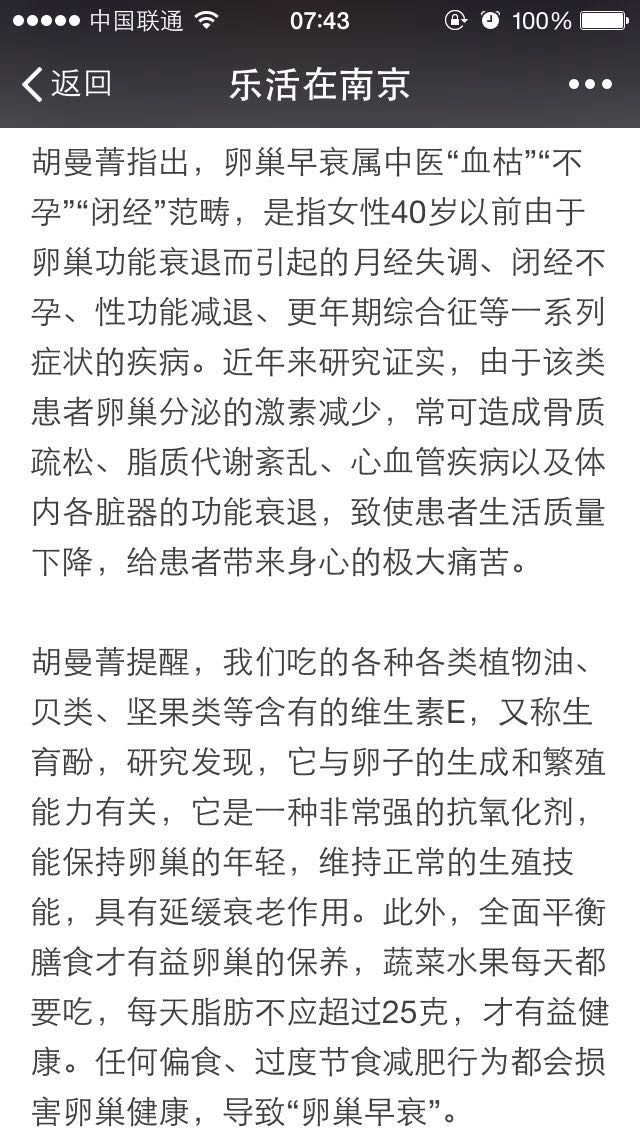 中国联通
07:43
100%
返回
乐活在南京
胡曼菁指出，卵巢早衰属中医“血枯”“不
孕”“闭经”范畴，是指女性40岁以前由于
卵巢功能衰退而引起的月经失调、闭经不
孕、性功能减退、更年期综合征等一系列
症状的疾病。近年来研究证实，由于该类
患者卵巢分泌的激素减少，常可造成骨质
疏松、脂质代谢紊乱、心血管疾病以及体
内各脏器的功能衰退，致使患者生活质量
下降，给患者带来身心的极大痛苦。
胡曼菁提醒，我们吃的各种各类植物油、
贝类、坚果类等含有的维生素E，又称生
育酚，研究发现，它与卵子的生成和繁殖
能力有关，它是一种非常强的抗氧化剂，
能保持卵巢的年轻，维持正常的生殖技
能，具有延缓衰老作用。此外，全面平衡
膳食才有益卵巢的保养，蔬菜水果每天都
要吃，每天脂肪不应超过25克，才有益健
康。任何偏食、过度节食减肥行为都会损
害卵巢健康，导致“卵巢早衰”。